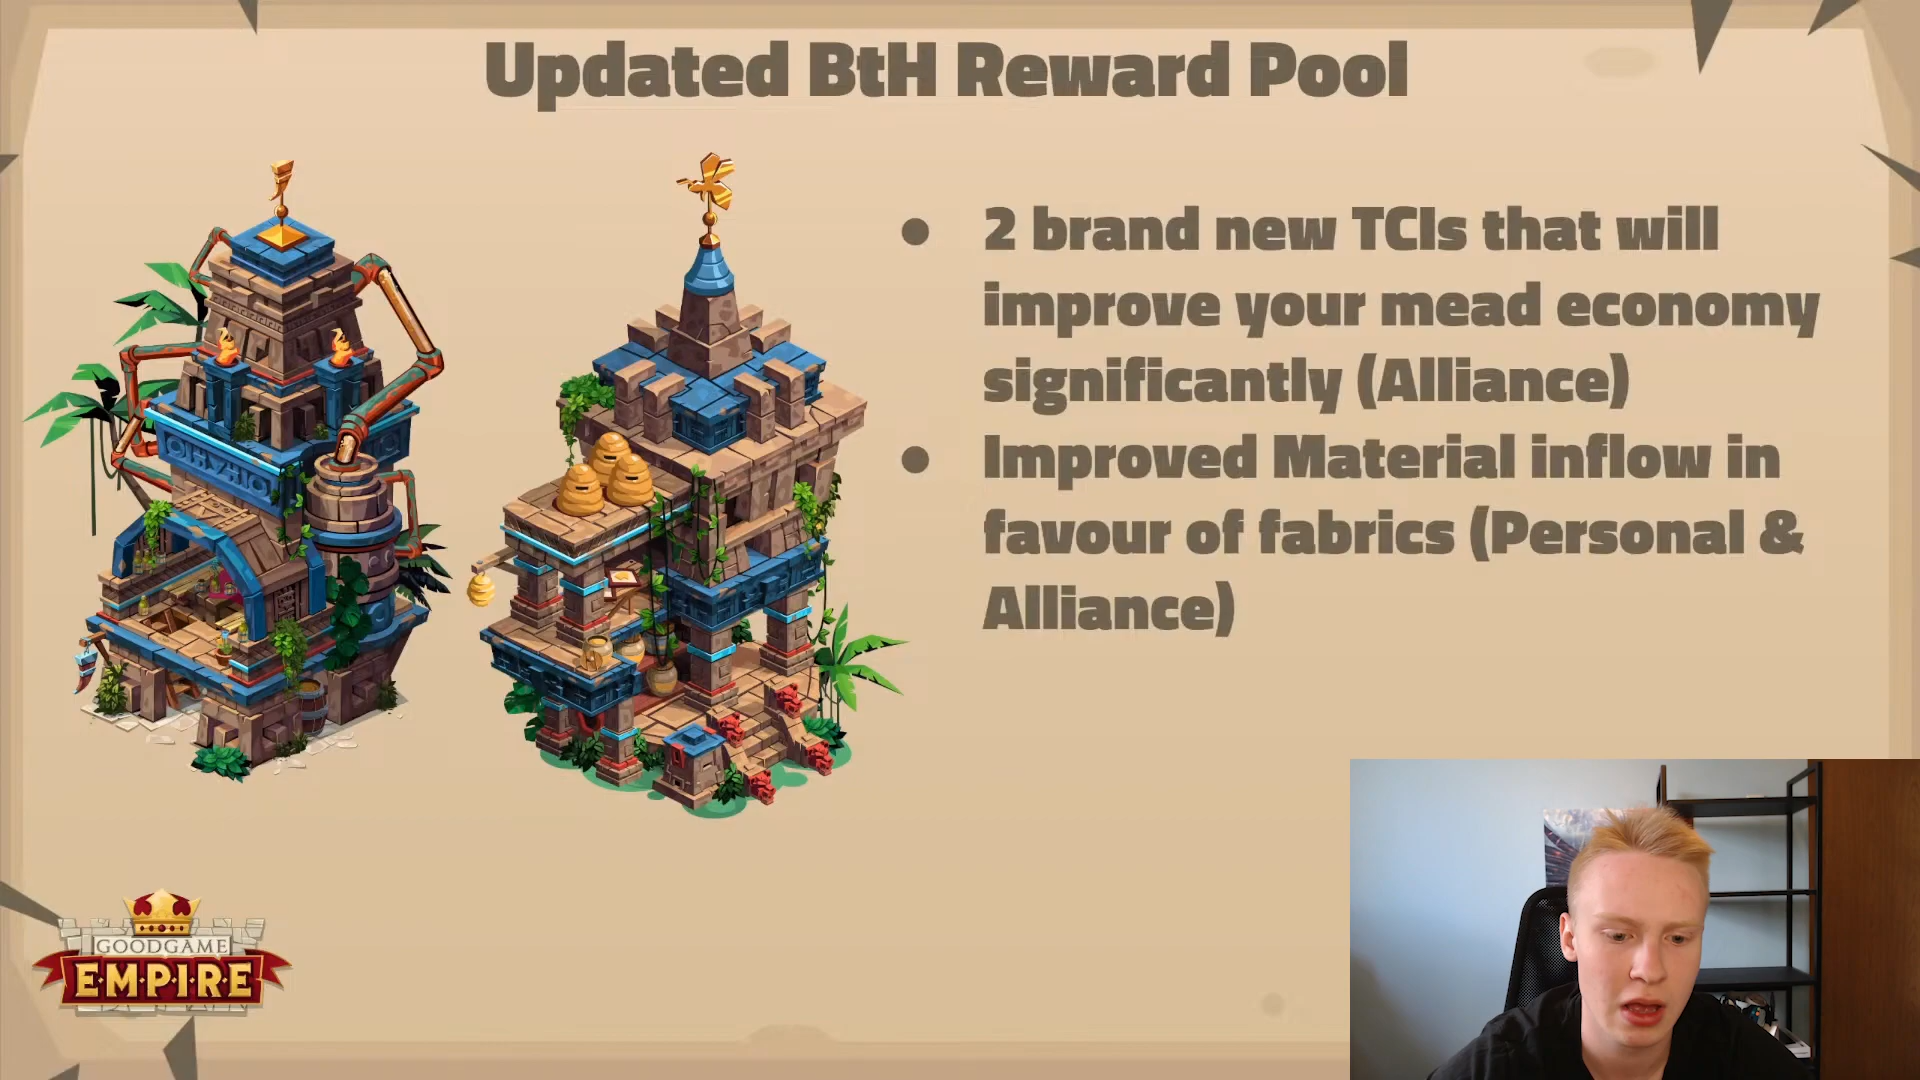 Updated BtH Reward Pool
● 2 brand new TCIs that will
improve your mead economy
significantly (Alliance)
● Improved Material inflow in
favour of fabrics (Personal &
Alliance)
GOODGAME
EMPIRE